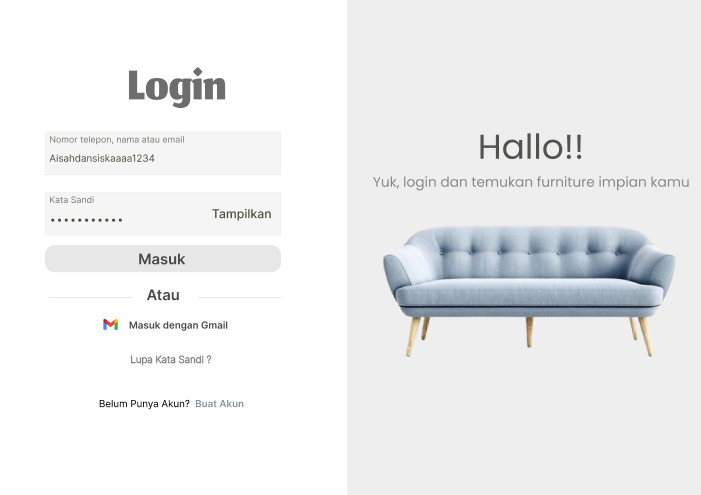 Login
Nomor telepon, nama atau email
Aisahdansiskaaaa1234
Kata Sandi
•••••••••••
Tampilkan
Masuk
Atau
Masuk dengan Gmail
Lupa Kata Sandi ?
Belum Punya Akun? Buat Akun
Hallo!!
Yuk, login dan temukan furniture impian kamu